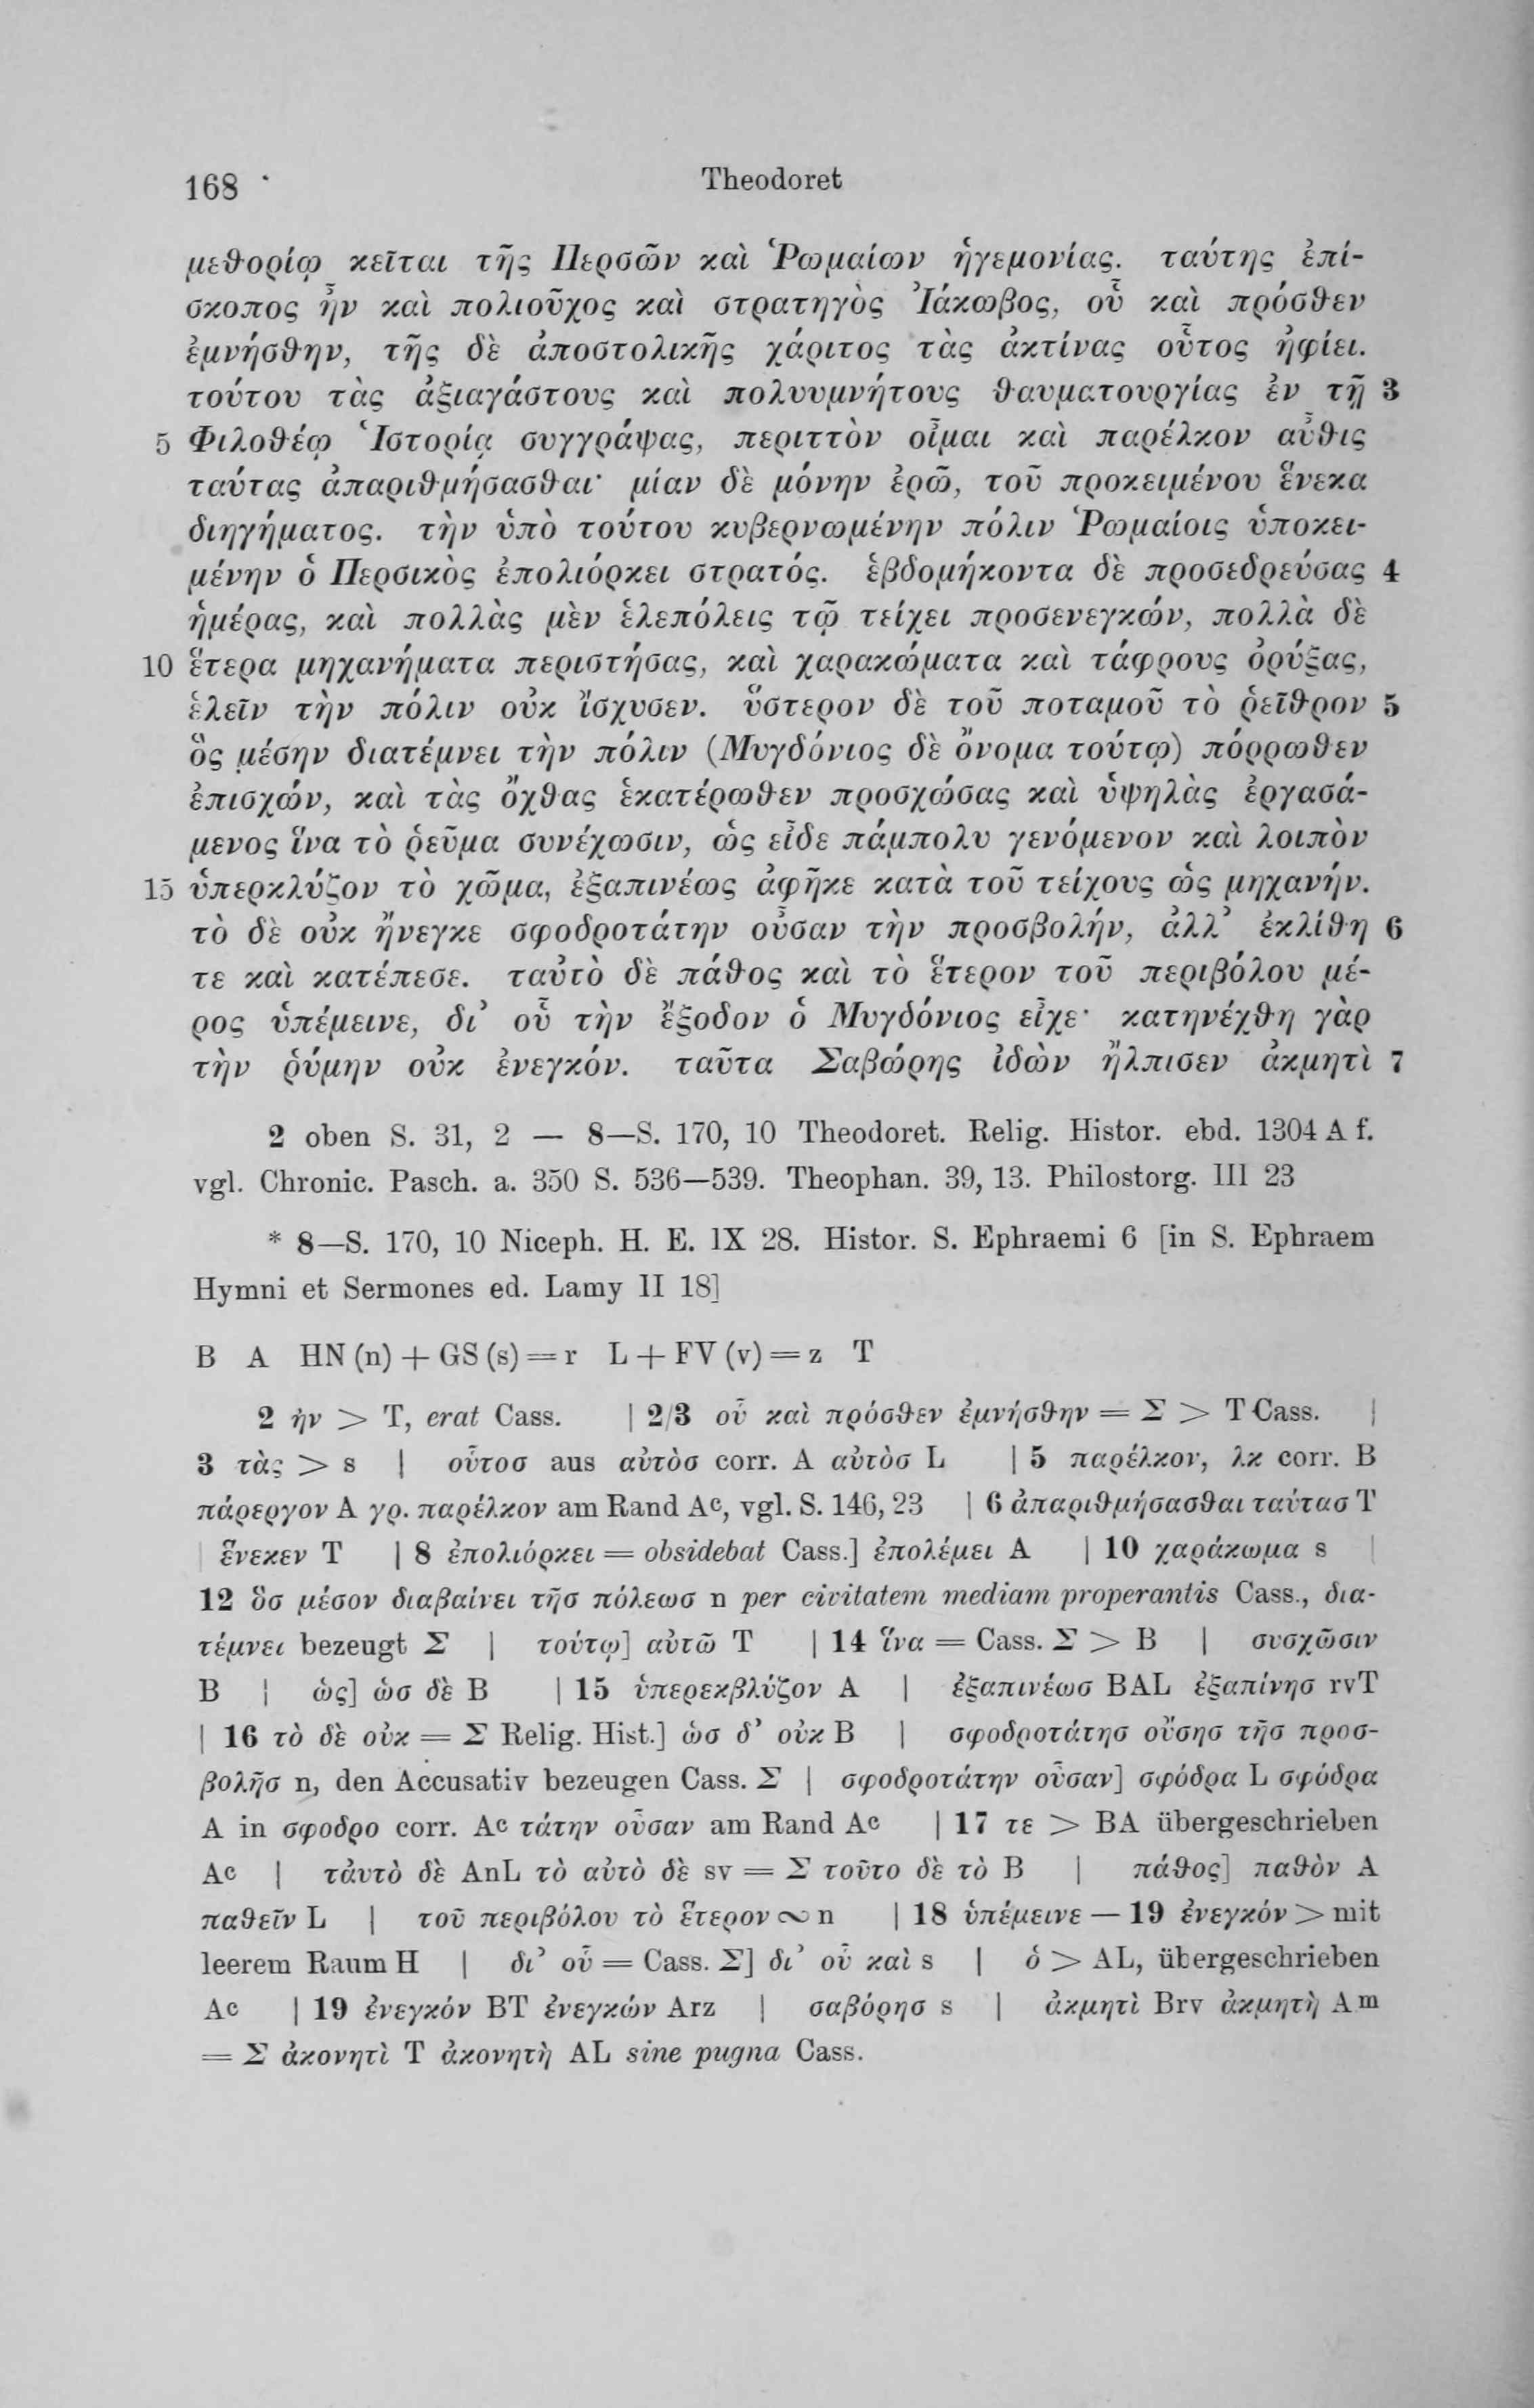 168
Theodoret
μεθορίῳ κεῖται τῆς Περσῶν καὶ Ῥωμαίων ἡγεμονίας. ταύτης ἐπί-
σκοπος ἦν καὶ πολιοῦχος καὶ στρατηγὸς Ἰάκωβος, οὗ καὶ πρόσθεν
ἐμνήσθην, τῆς δὲ ἀποστολικῆς χάριτος τὰς ἀκτίνας οὗτος ἠφίει.
τούτου τὰς ἀξιαγάστους καὶ πολυυμνήτους θαυματουργίας ἐν τῇ 3
5 Φιλοθέῳ Ἱστορίᾳ συγγράψας, περιττὸν οἶμαι καὶ παρέλκον αὖθις
ταύτας ἀπαριθμήσασθαι· μίαν δὲ μόνην ἐρῶ, τοῦ προκειμένου ἕνεκα
διηγήματος. τὴν ὑπὸ τούτου κυβερνωμένην πόλιν Ῥωμαίοις ὑποκει-
μένην ὁ Περσικὸς ἐπολιόρκει στρατός. ἑβδομήκοντα δὲ προσεδρεύσας 4
ἡμέρας, καὶ πολλὰς μὲν ἑλεπόλεις τῷ τείχει προσενεγκών, πολλὰ δὲ
10 ἕτερα μηχανήματα περιστήσας, καὶ χαρακώματα καὶ τάφρους ὀρύξας,
ἑλεῖν τὴν πόλιν οὐκ ἴσχυσεν. ὕστερον δὲ τοῦ ποταμοῦ τὸ ῥεῖθρον 5
ὃς μέσην διατέμνει τὴν πόλιν (Μυγδόνιος δὲ ὄνομα τούτῳ) πόρρωθεν
ἐπισχών, καὶ τὰς ὄχθας ἑκατέρωθεν προσχώσας καὶ ὑψηλὰς ἐργασά-
μενος ἵνα τὸ ῥεῦμα συνέχωσιν, ὡς εἶδε πάμπολυ γενόμενον καὶ λοιπὸν
15 ὑπερκλύζον τὸ χῶμα, ἐξαπινέως ἀφῆκε κατὰ τοῦ τείχους ὡς μηχανήν.
τὸ δὲ οὐκ ἤνεγκε σφοδροτάτην οὖσαν τὴν προσβολήν, ἀλλ’ ἐκλίθη 6
τε καὶ κατέπεσε. ταὐτὸ δὲ πάθος καὶ τὸ ἕτερον τοῦ περιβόλου μέ-
ρος ὑπέμεινε, δι’ οὗ τὴν ἔξοδον ὁ Μυγδόνιος εἶχε· κατηνέχθη γὰρ
τὴν ῥύμην οὐκ ἐνεγκόν. ταῦτα Σαβώρης ἰδὼν ἤλπισεν ἀκμητὶ 7
2 oben S. 31, 2 — 8—S. 170, 10 Theodoret. Relig. Histor. ebd. 1304 A f.
vgl. Chronic. Pasch. a. 350 S. 536—539. Theophan. 39, 13. Philostorg. III 23
* 8—S. 170, 10 Niceph. H. E. IX 28. Histor. S. Ephraemi 6 [in S. Ephraem
Hymni et Sermones ed. Lamy II 18]
B A HN (n) + GS (s) = r L + FV (v) = z T
2 ἠν > T, erat Cass. | 2/3 οὗ καὶ πρόσθεν ἐμνήσθην = Σ > T Cass. |
3 τὰς > s | οὗτοσ aus αὐτὸσ corr. A αὐτὸσ L | 5 παρέλκον, λκ corr. B
πάρεργον A γρ. παρέλκον am Rand Ac, vgl. S. 146, 23 | 6 ἀπαριθμήσασθαι ταύτασ T
| ἕνεκεν T | 8 ἐπολιόρκει = obsidebat Cass.] ἐπολέμει A | 10 χαράκωμα s |
12 ὃσ μέσον διαβαίνει τῆσ πόλεωσ n per civitatem mediam properantis Cass., δια-
τέμνει bezeugt Σ | τούτῳ] αὐτῶ T | 14 ἵνα = Cass. Σ > B | συσχῶσιν
B | ὡς] ὡσ δὲ B | 15 ὑπερεκβλύζον A | ἐξαπινέωσ BAL ἐξαπίνησ rvT
| 16 τὸ δὲ οὐκ = Σ Relig. Hist.] ὡσ δ’ οὐκ B | σφοδροτάτησ οὔσησ τῆσ προσ-
βολῆσ n, den Accusativ bezeugen Cass. Σ | σφοδροτάτην οὖσαν] σφόδρα L σφόδρα
A in σφοδρο corr. Ac τάτην οὖσαν am Rand Ac | 17 τε > BA übergeschrieben
Ac | τἀυτὸ δὲ AnL τὸ αὐτὸ δὲ sv = Σ τοῦτο δὲ τὸ B | πάθος] παθὸν A
παθεῖν L | τοῦ περιβόλου τὸ ἕτερον ∾ n | 18 ὑπέμεινε — 19 ἐνεγκόν > mit
leerem Raum H | δι’ οὗ = Cass. Σ] δι’ οὗ καὶ s | ὁ > AL, übergeschrieben
Ac | 19 ἐνεγκόν BT ἐνεγκών Arz | σαβόρησ s | ἀκμητὶ Brv ἀκμητὴ Am
= Σ ἀκονητὶ T ἀκονητὴ AL sine pugna Cass.